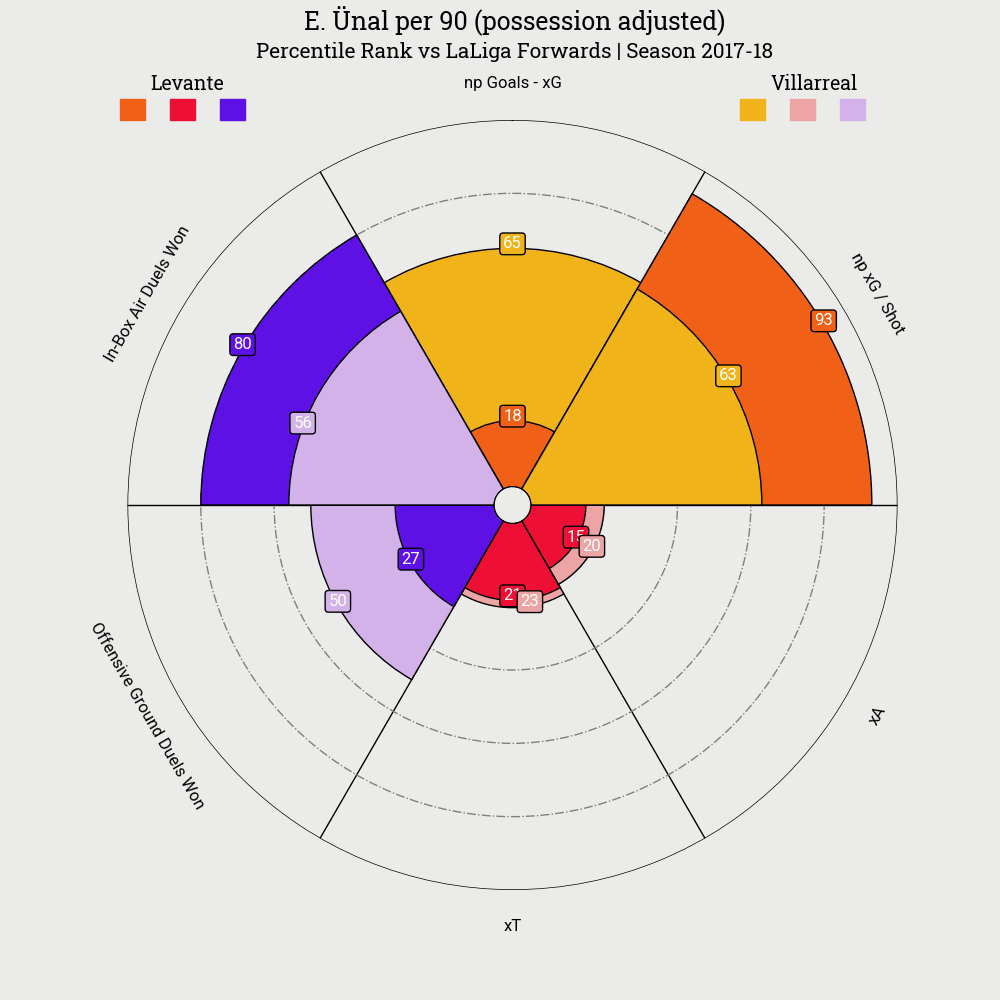 E. Ünal per 90 (possession adjusted)
Percentile Rank vs LaLiga Forwards | Season 2017-18
Levante
np Goals - xG
Villarreal
In-Box Air Duels Won
np xG / Shot
65
93
80
63
18
56
15
20
27
21
23
50
Offensive Ground Duels Won
xA
xT